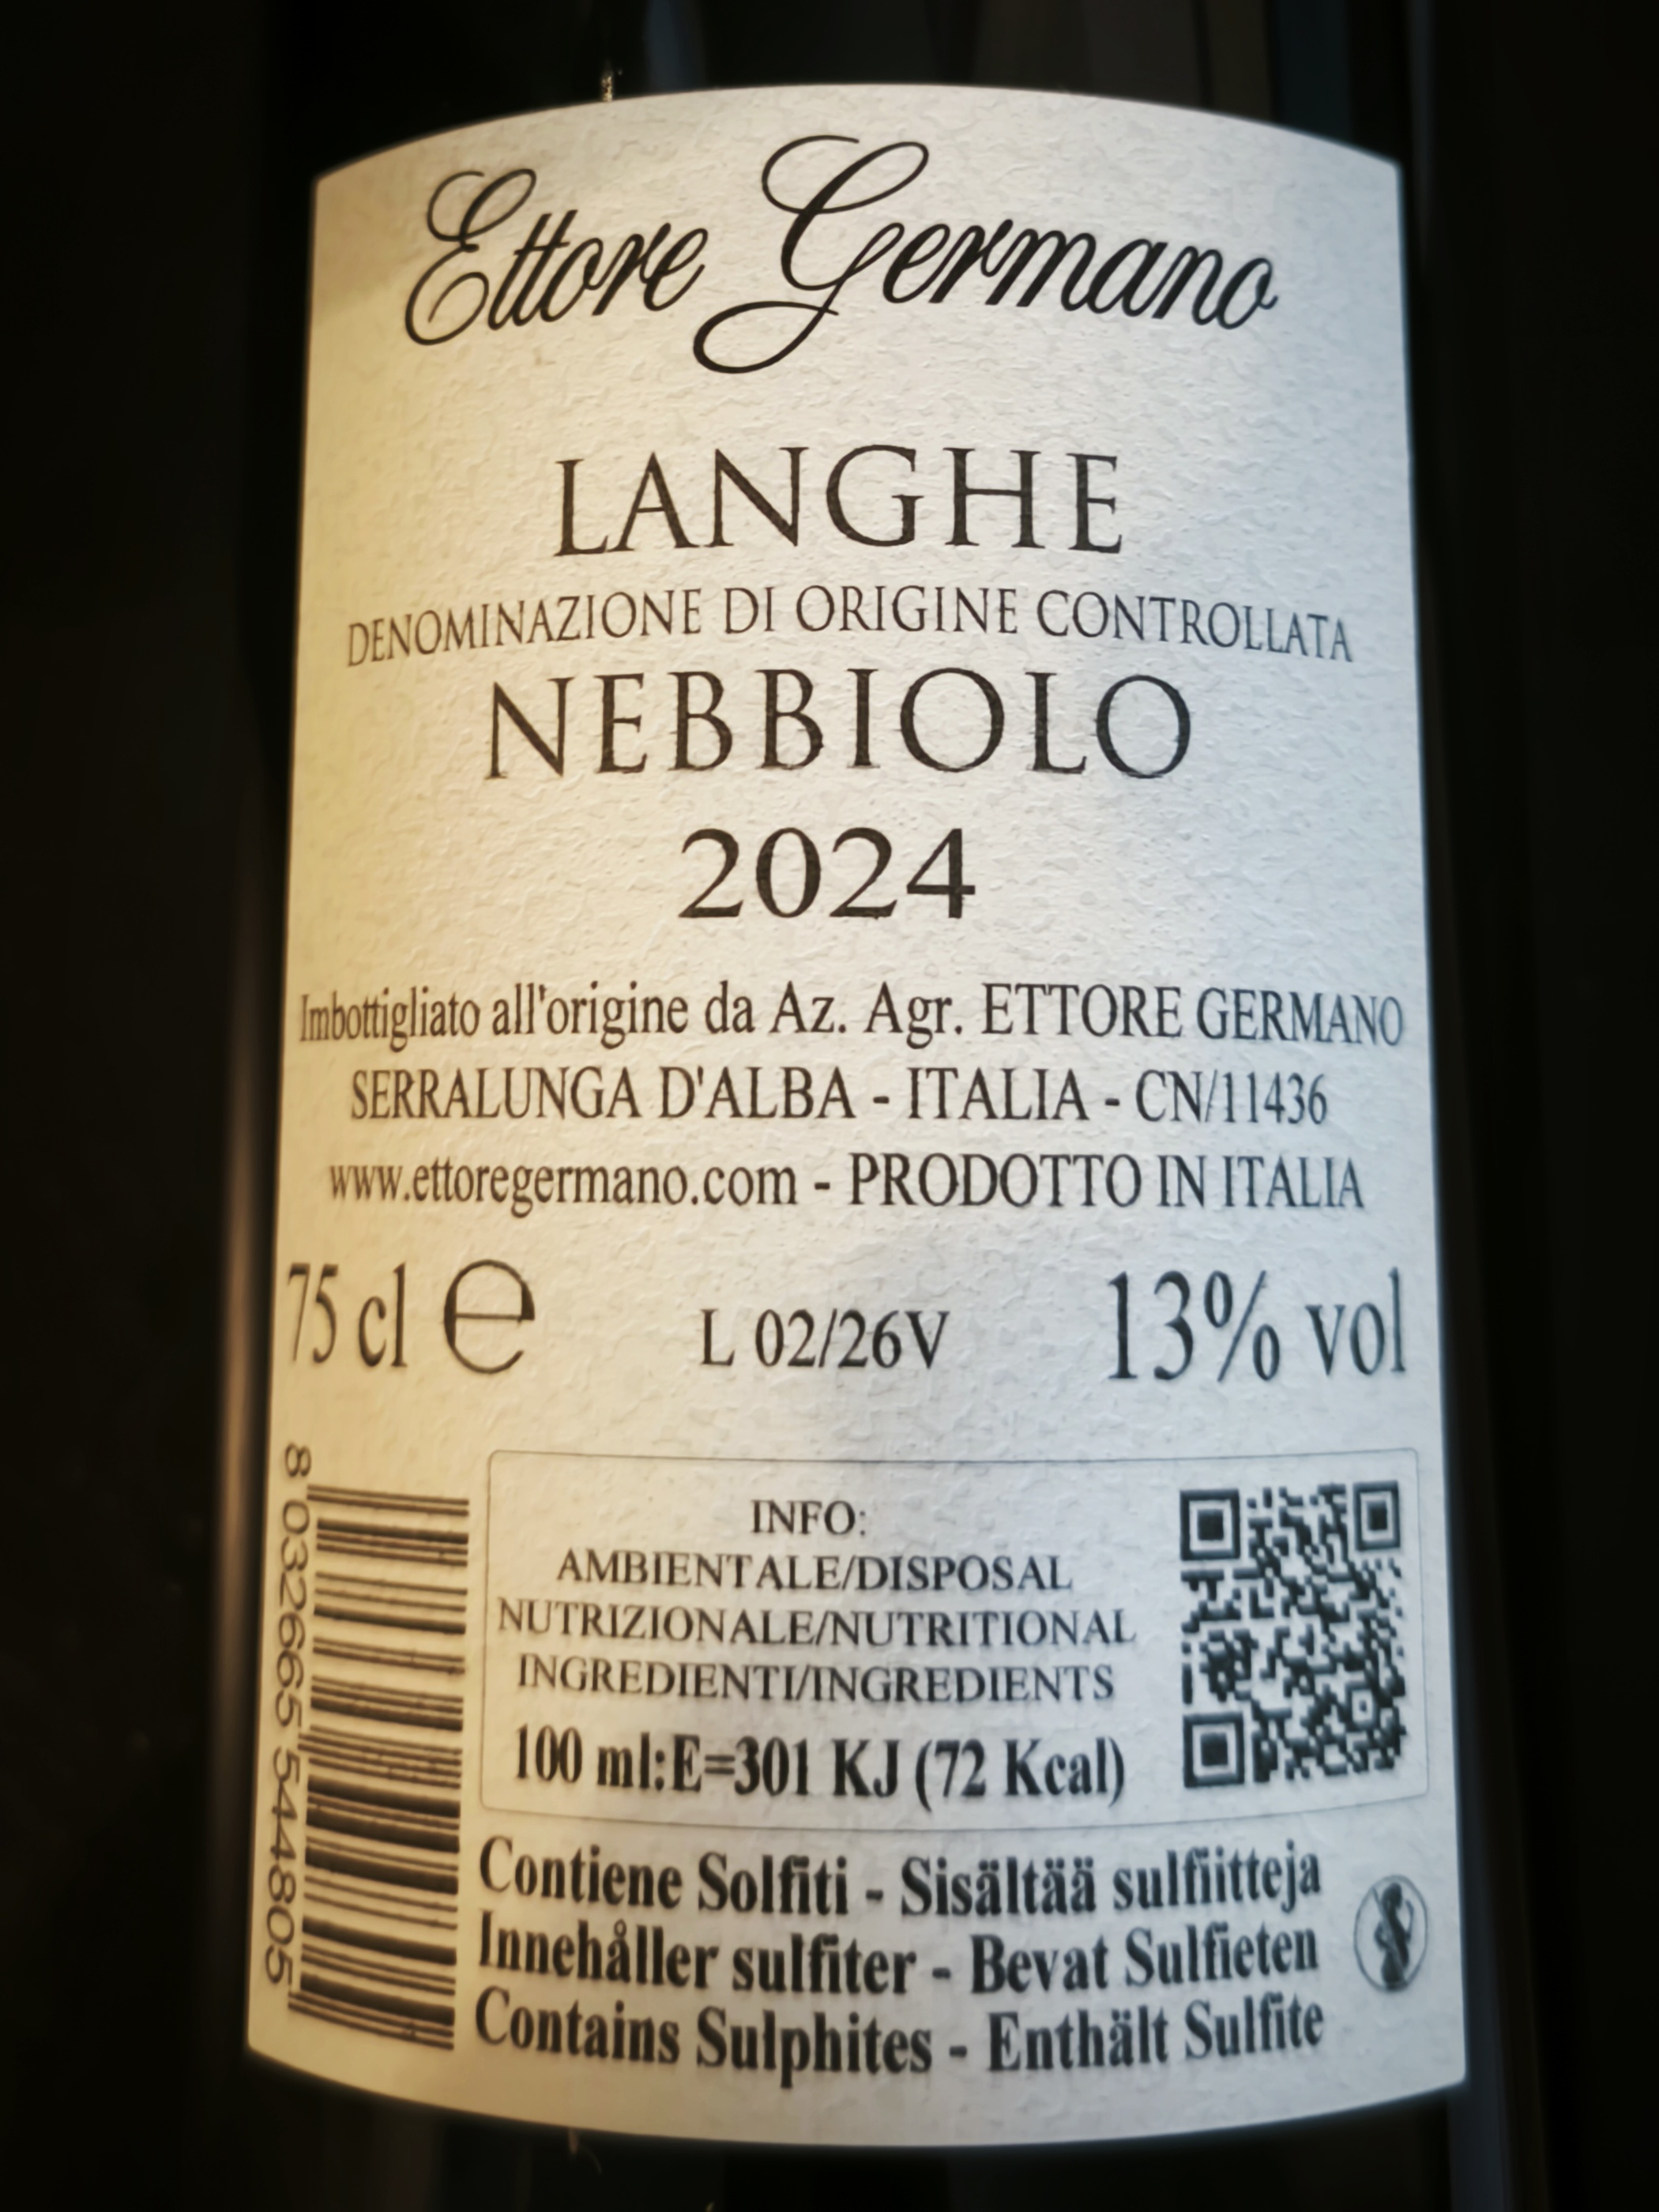 Ettore Germano
LANGHE
DENOMINAZIONE DI ORIGINE CONTROLLATA
NEBBIOLO
2024
Imbottigliato all'origine da Az. Agr. ETTORE GERMANO
SERRALUNGA D'ALBA - ITALIA - CN/11436
www.ettoregermano.com - PRODOTTO IN ITALIA
75 cl e L 02/26V 13% vol
8 032665 544805
INFO:
AMBIENTALE/DISPOSAL
NUTRIZIONALE/NUTRITIONAL
INGREDIENTI/INGREDIENTS
100 ml:E=301 KJ (72 Kcal)
Contiene Solfiti - Sisältää sulfiitteja
Innehåller sulfiter - Bevat Sulfieten
Contains Sulphites - Enthält Sulfite